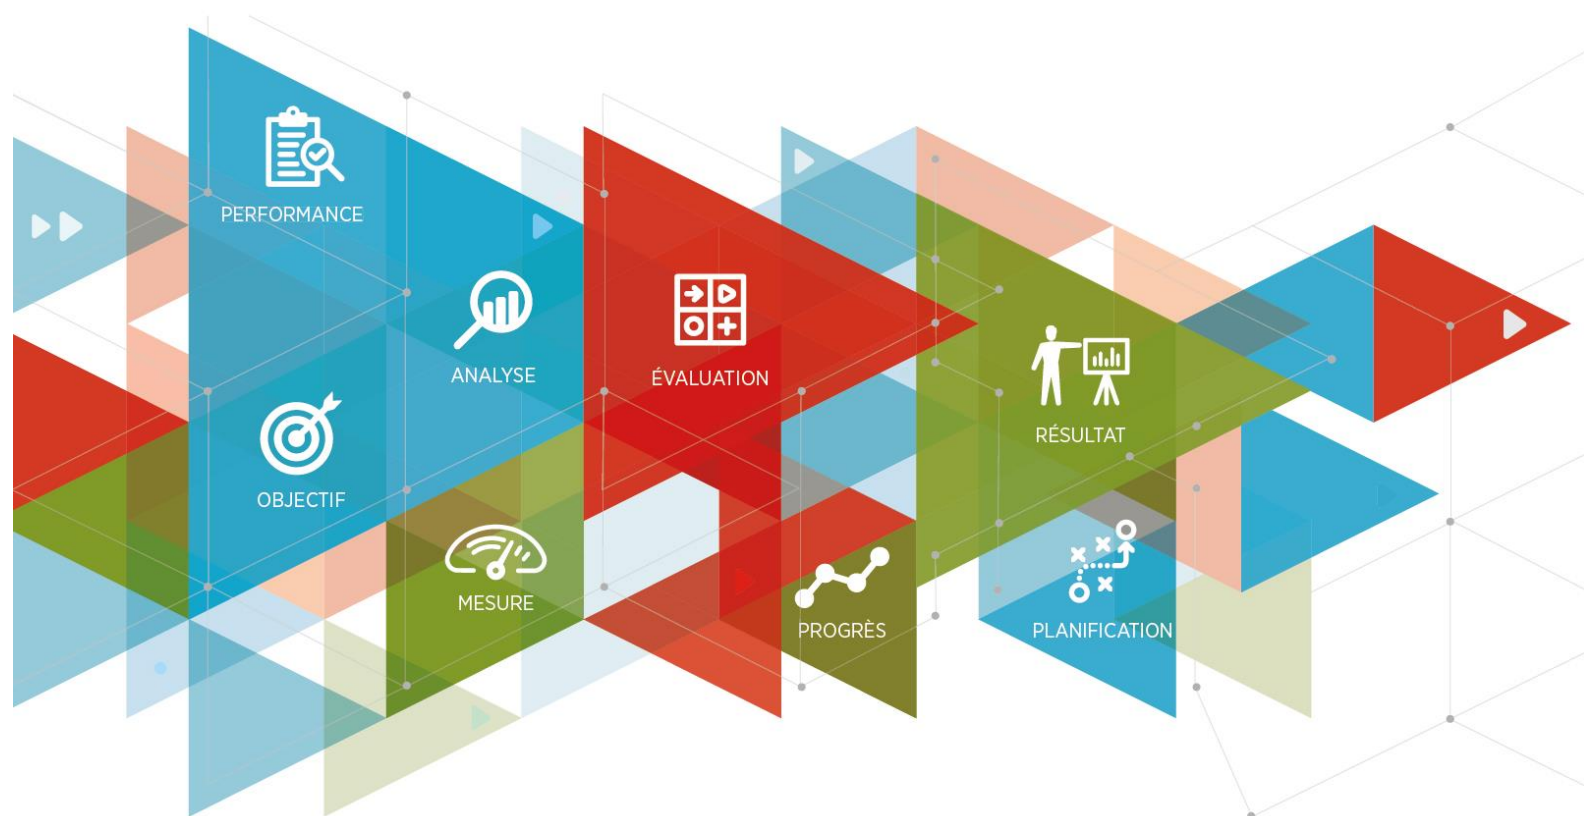 PERFORMANCE
ANALYSE
ÉVALUATION
RÉSULTAT
OBJECTIF
MESURE
PROGRÈS
PLANIFICATION